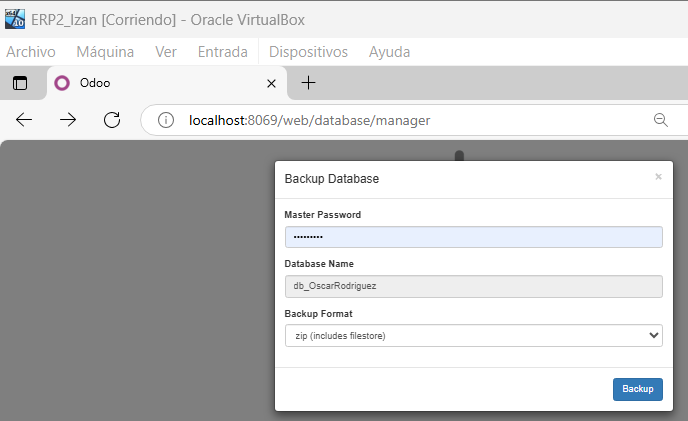 ERP2_Izan [Corriendo] - Oracle VirtualBox
Archivo Máquina Ver Entrada Dispositivos Ayuda
Odoo
localhost:8069/web/database/manager
Backup Database
Master Password
•••••••••
Database Name
db_OscarRodriguez
Backup Format
zip (includes filestore)
Backup